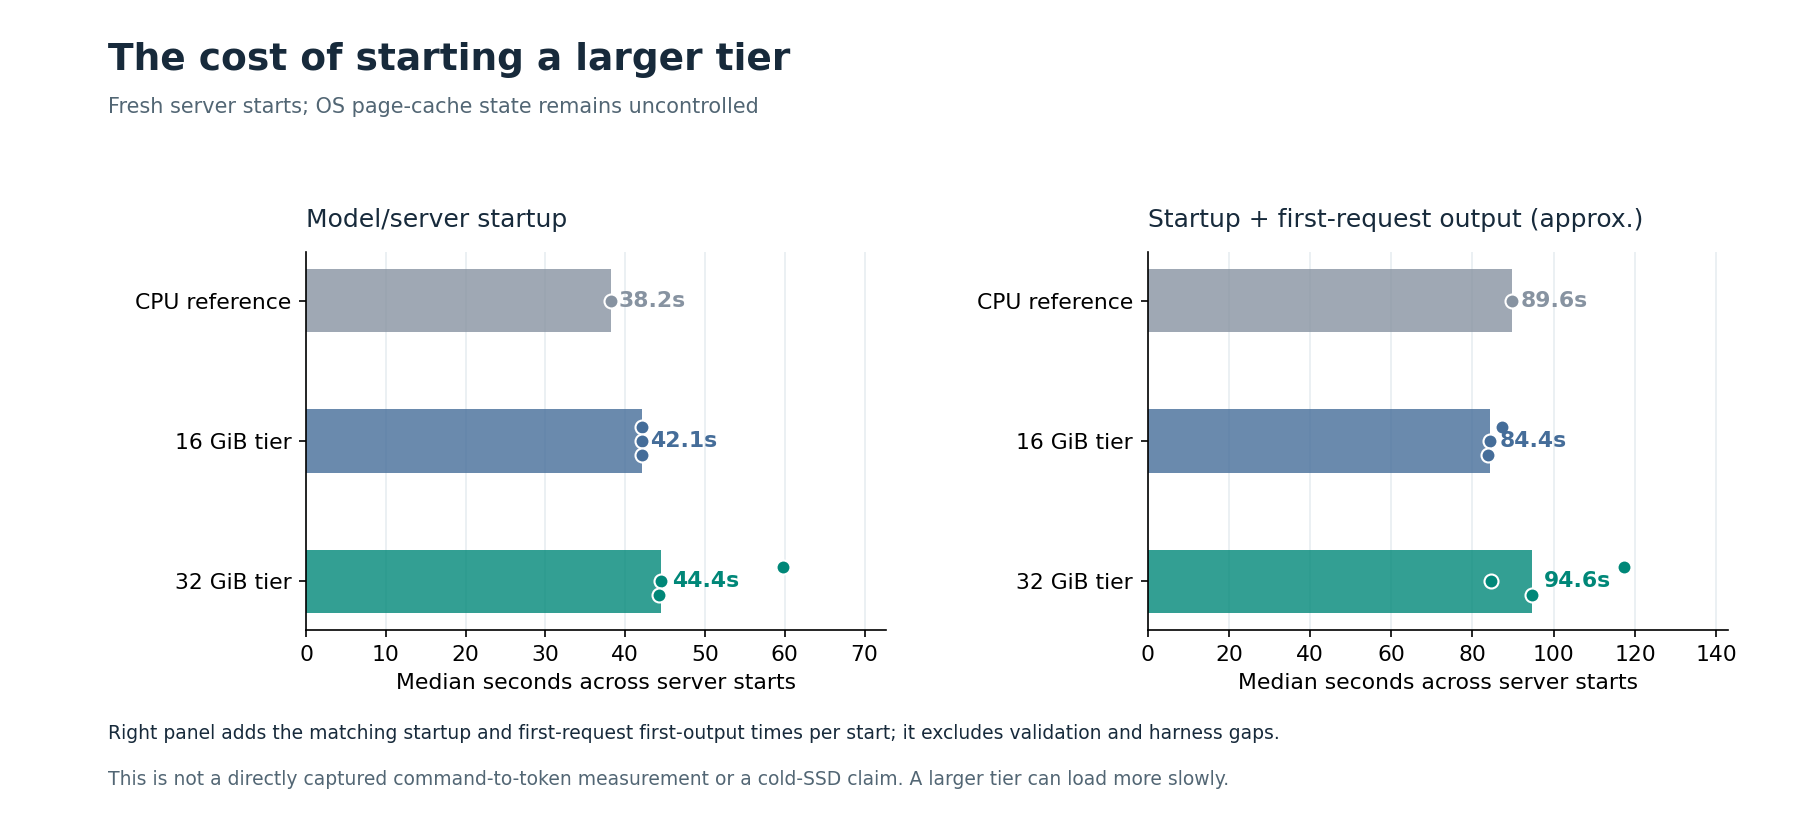 The cost of starting a larger tier
Fresh server starts; OS page-cache state remains uncontrolled
Model/server startup
CPU reference
38.2s
16 GiB tier
42.1s
32 GiB tier
44.4s
0 10 20 30 40 50 60 70
Median seconds across server starts
Startup + first-request output (approx.)
CPU reference
89.6s
16 GiB tier
84.4s
32 GiB tier
94.6s
0 20 40 60 80 100 120 140
Median seconds across server starts
Right panel adds the matching startup and first-request first-output times per start; it excludes validation and harness gaps.
This is not a directly captured command-to-token measurement or a cold-SSD claim. A larger tier can load more slowly.